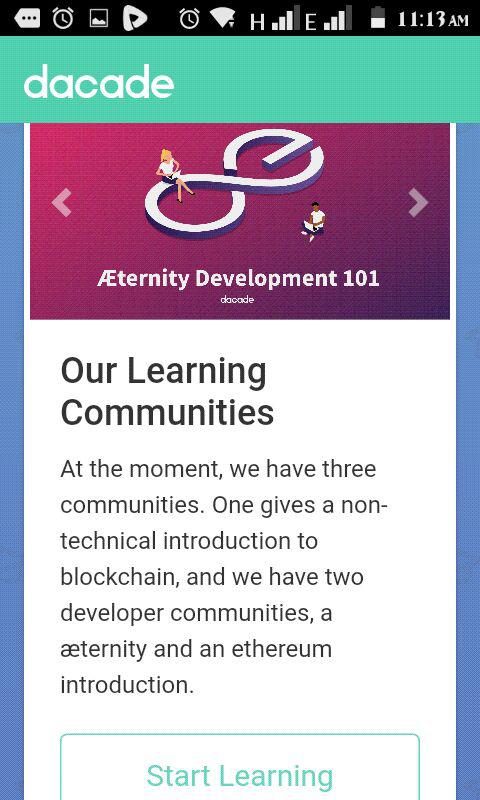 H E 11:13 AM
dacade
Æternity Development 101
dacade
Our Learning
Communities
At the moment, we have three
communities. One gives a non-
technical introduction to
blockchain, and we have two
developer communities, a
æternity and an ethereum
introduction.
Start Learning